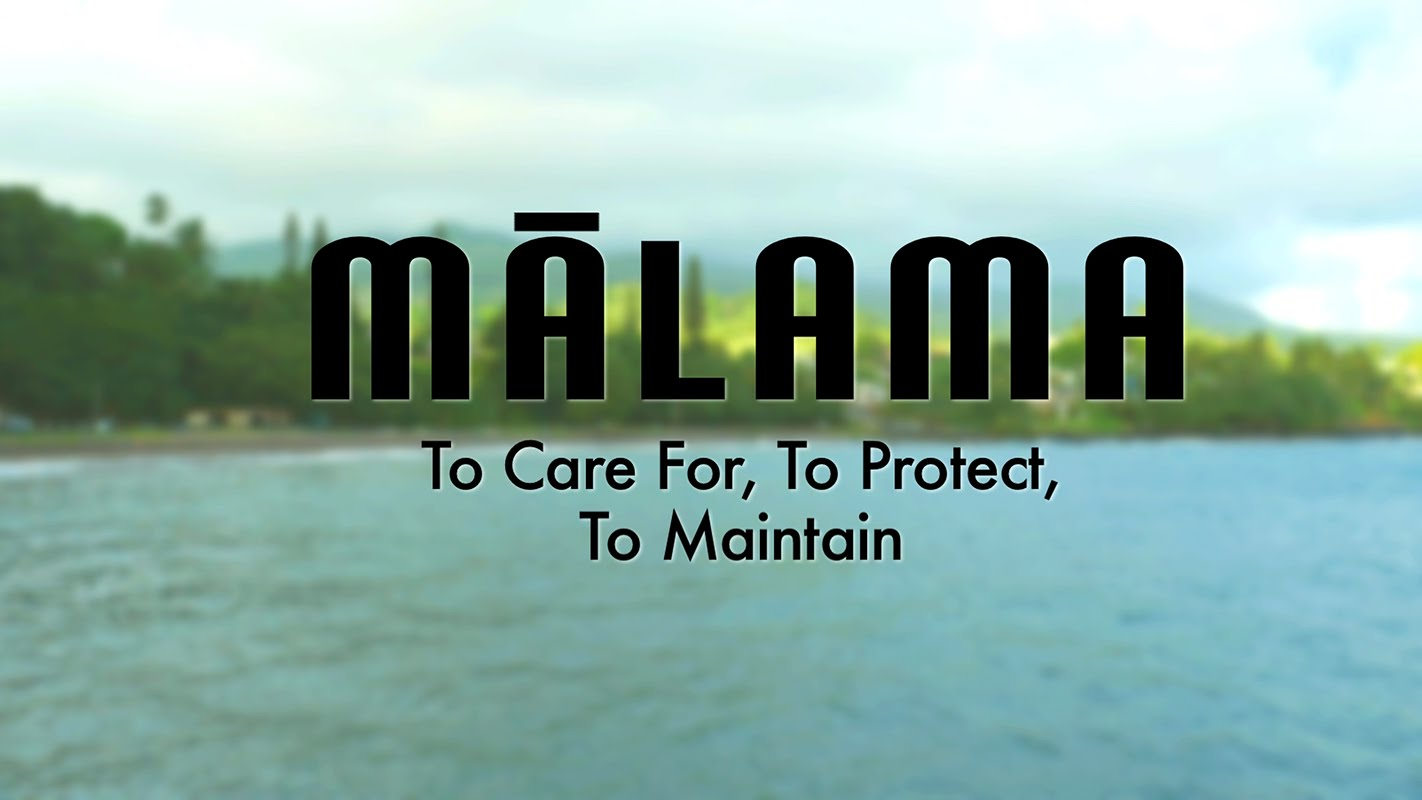 MĀLAMA
To Care For, To Protect,
To Maintain